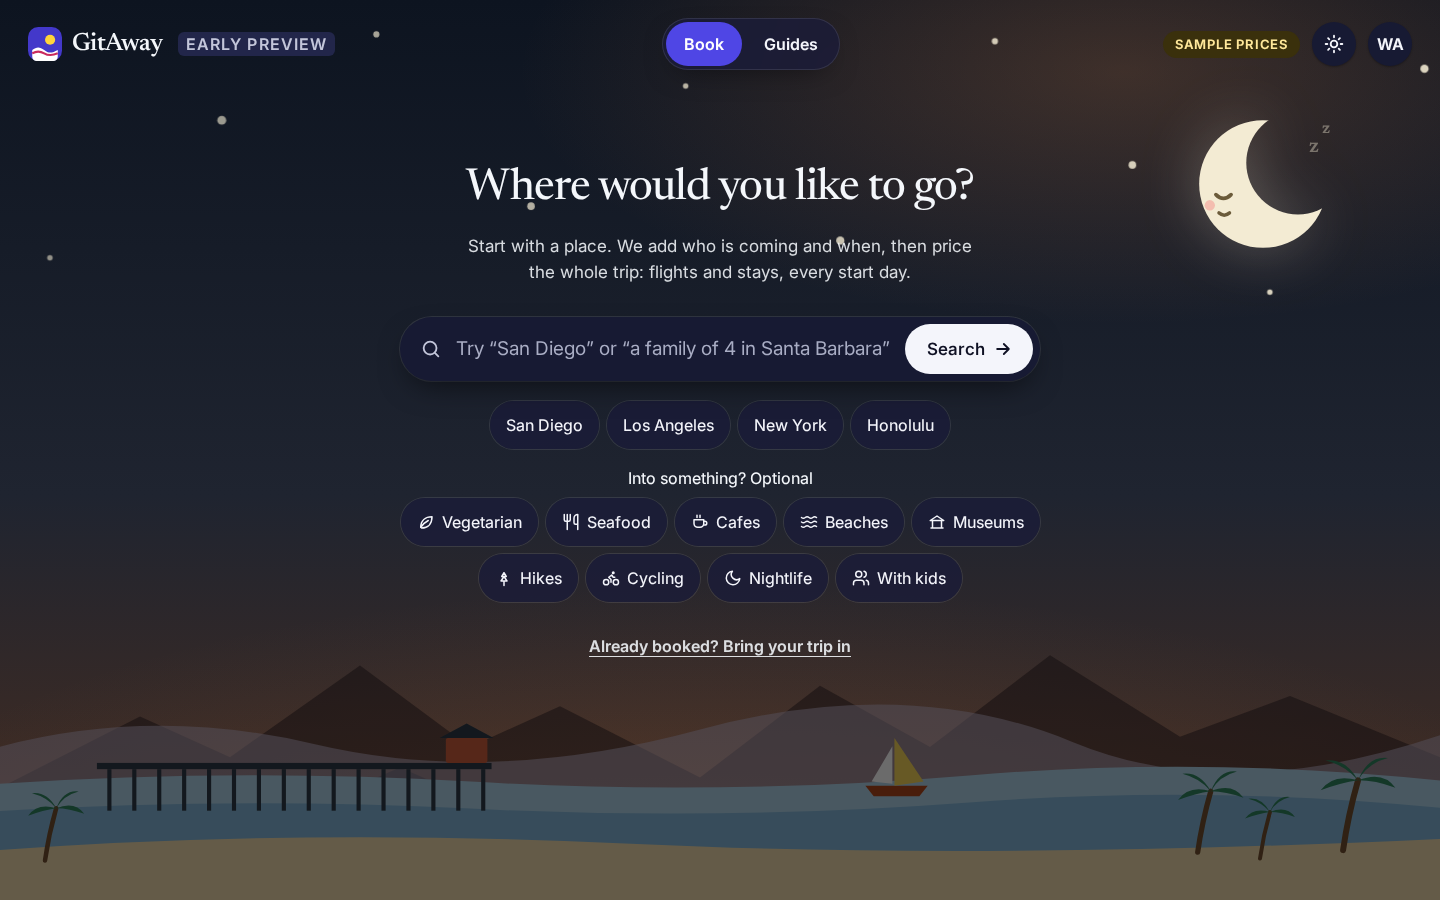 GitAway
EARLY PREVIEW
Book
Guides
SAMPLE PRICES
WA
z
z
Where would you like to go?
Start with a place. We add who is coming and when, then price
the whole trip: flights and stays, every start day.
Try “San Diego” or “a family of 4 in Santa Barbara”
Search
San Diego
Los Angeles
New York
Honolulu
Into something? Optional
Vegetarian
Seafood
Cafes
Beaches
Museums
Hikes
Cycling
Nightlife
With kids
Already booked? Bring your trip in